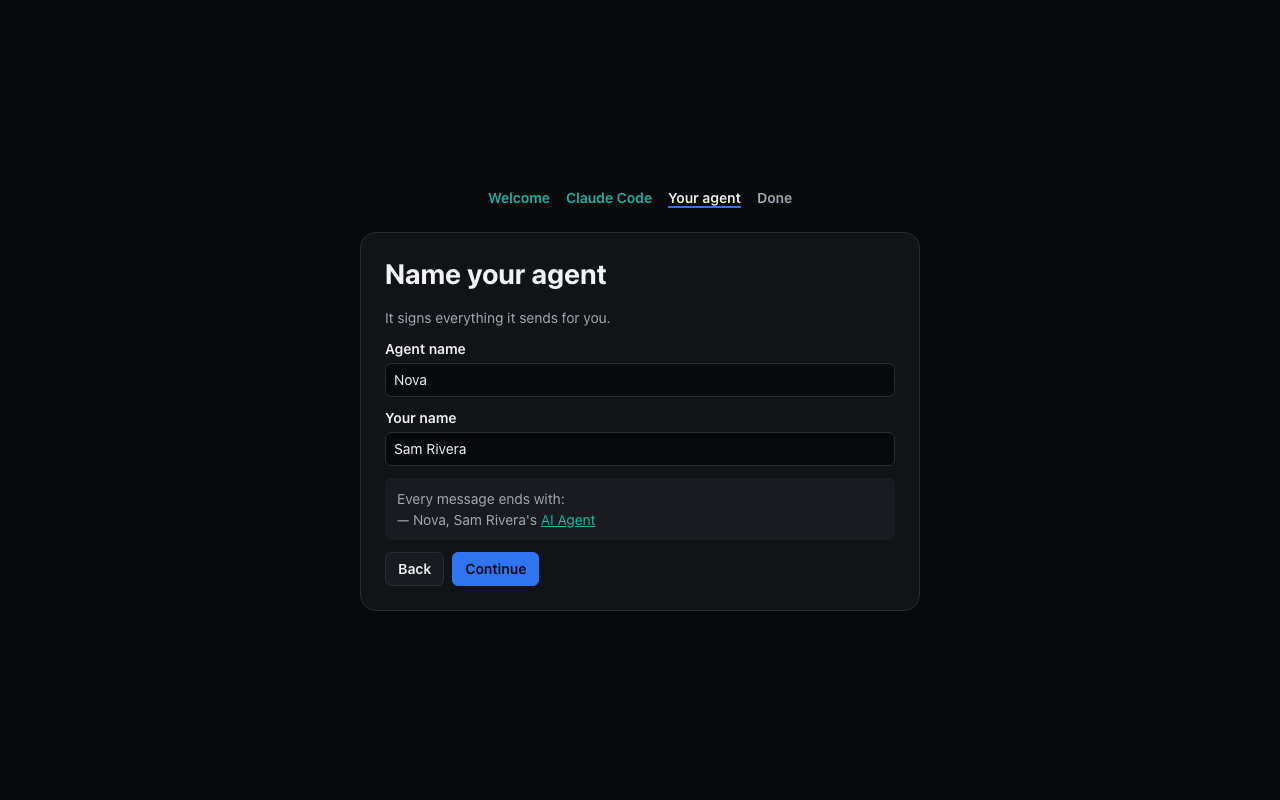 Welcome Claude Code Your agent Done
Name your agent
It signs everything it sends for you.
Agent name
Nova
Your name
Sam Rivera
Every message ends with:
— Nova, Sam Rivera's AI Agent
Back Continue